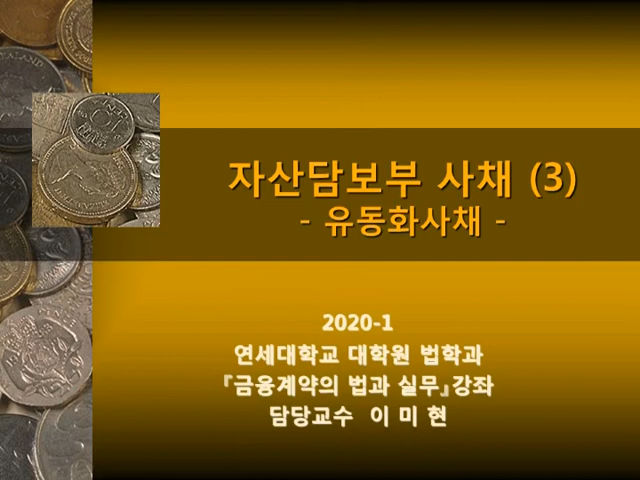 자산담보부 사채 (3)
- 유동화사채 -
2020-1
연세대학교 대학원 법학과
『금융계약의 법과 실무』강좌
담당교수 이 미 현